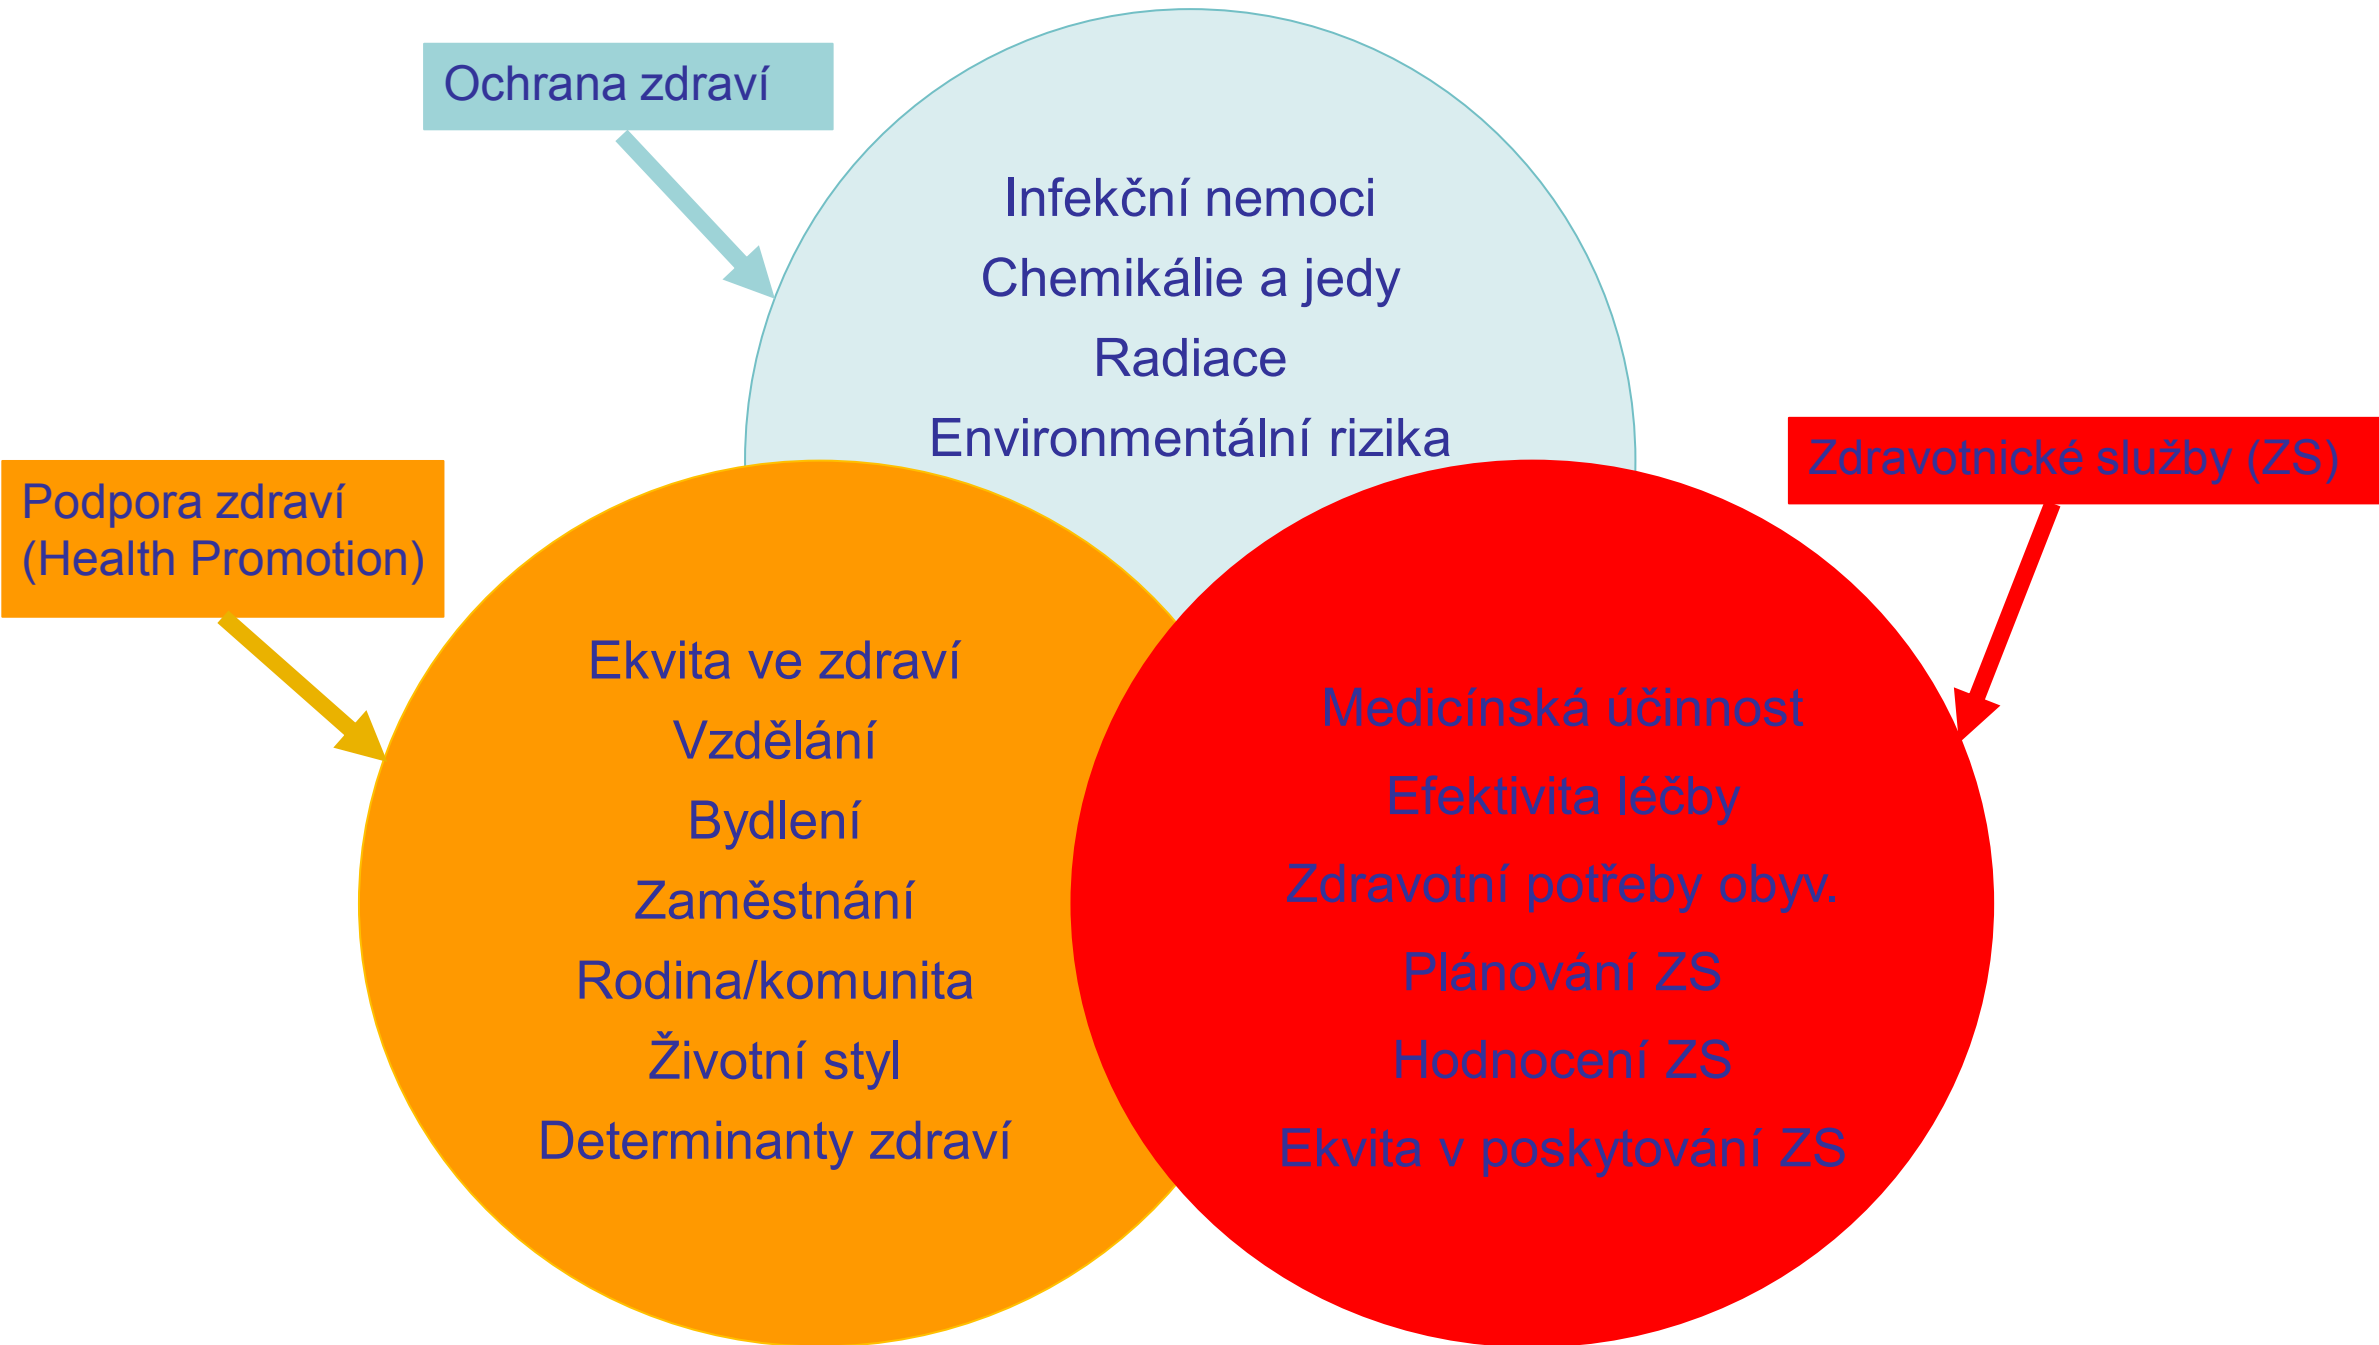 Ochrana zdraví
Infekční nemoci
Chemikálie a jedy
Radiace
Environmentální rizika
Podpora zdraví
(Health Promotion)
Ekvita ve zdraví
Vzdělání
Bydlení
Zaměstnání
Rodina/komunita
Životní styl
Determinanty zdraví
Zdravotnické služby (ZS)
Medicínská účinnost
Efektivita léčby
Zdravotní potřeby obyv.
Plánování ZS
Hodnocení ZS
Ekvita v poskytování ZS